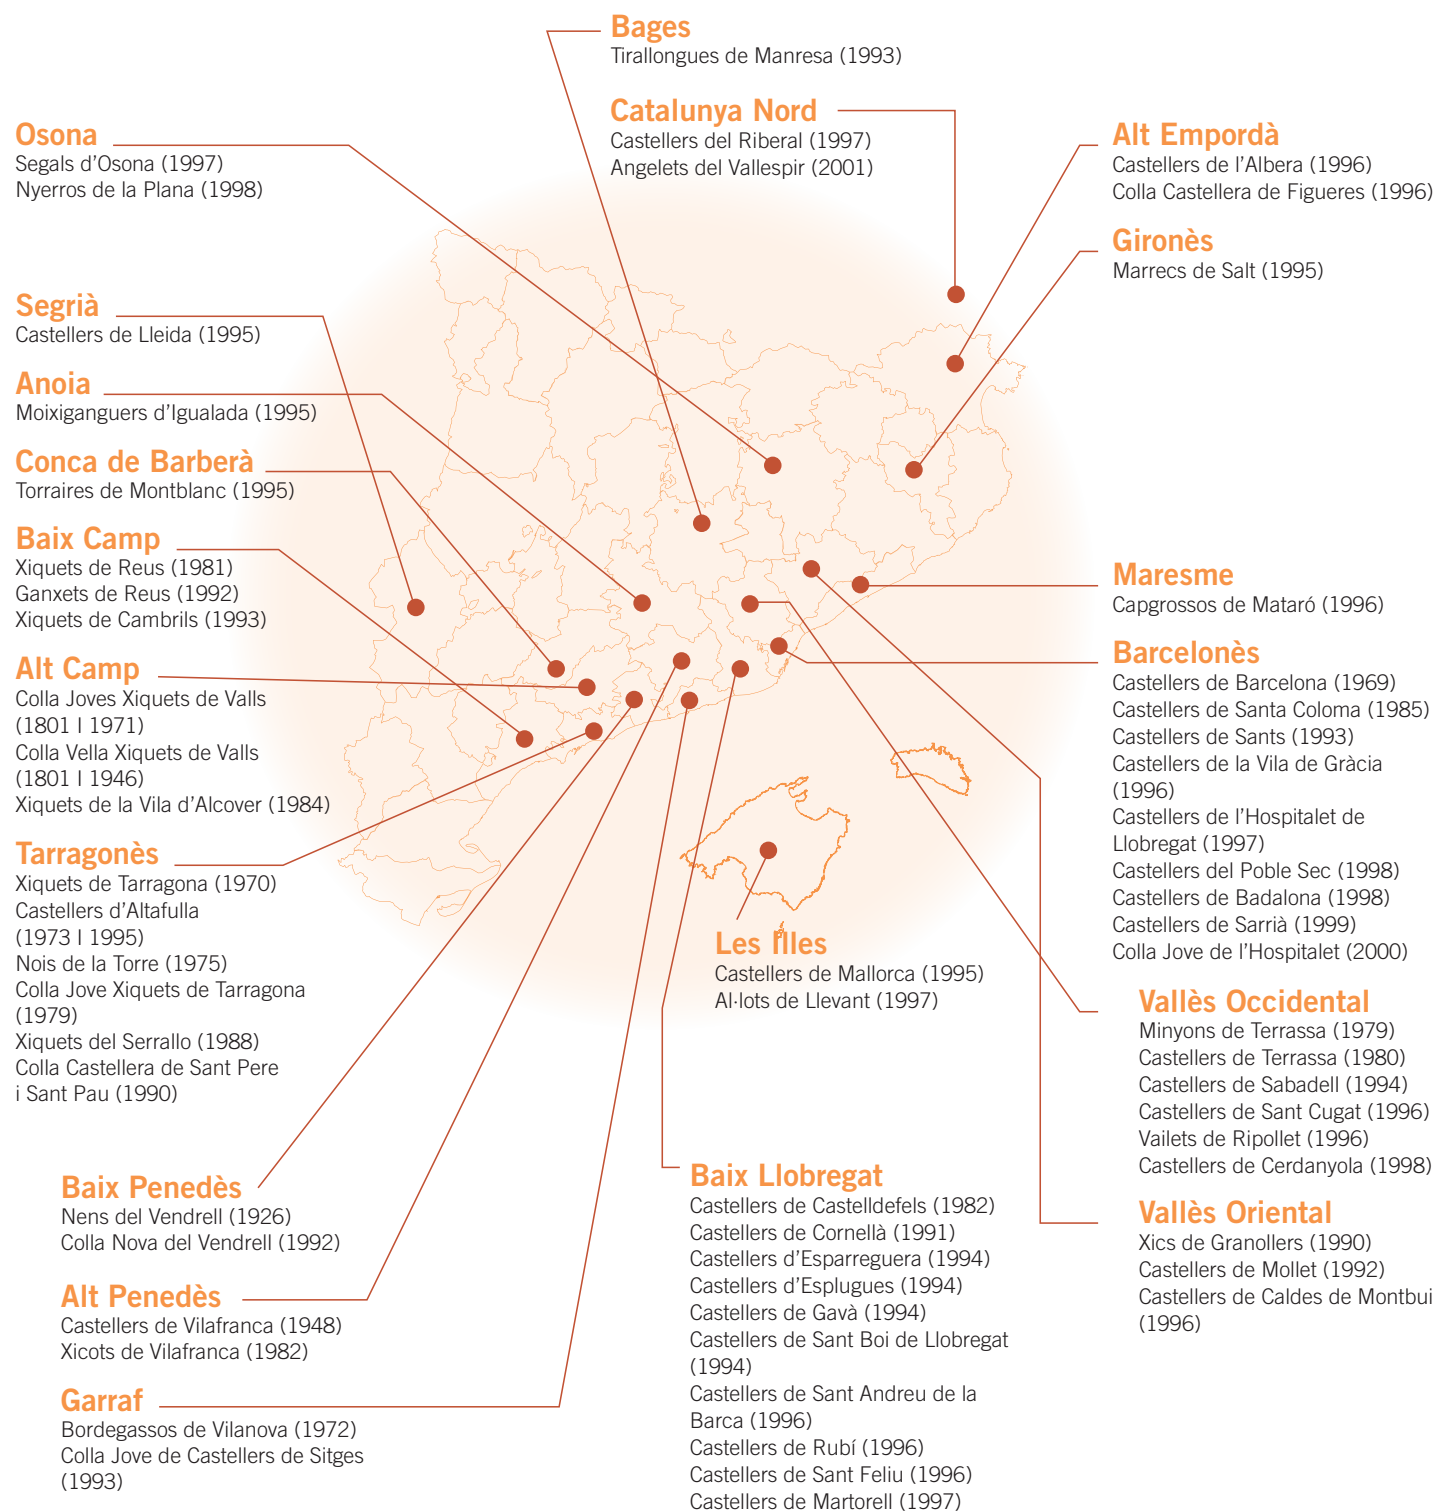 Bages
Tirallongues de Manresa (1993)
Catalunya Nord
Castellers del Riberal (1997)
Angelets del Vallespir (2001)
Osona
Segals d’Osona (1997)
Nyerros de la Plana (1998)
Alt Empordà
Castellers de l’Albera (1996)
Colla Castellera de Figueres (1996)
Gironès
Marrecs de Salt (1995)
Segrià
Castellers de Lleida (1995)
Anoia
Moixiganguers d’Igualada (1995)
Conca de Barberà
Torraires de Montblanc (1995)
Baix Camp
Xiquets de Reus (1981)
Ganxets de Reus (1992)
Xiquets de Cambrils (1993)
Alt Camp
Colla Joves Xiquets de Valls
(1801 I 1971)
Colla Vella Xiquets de Valls
(1801 I 1946)
Xiquets de la Vila d’Alcover (1984)
Tarragonès
Xiquets de Tarragona (1970)
Castellers d’Altafulla
(1973 I 1995)
Nois de la Torre (1975)
Colla Jove Xiquets de Tarragona
(1979)
Xiquets del Serrallo (1988)
Colla Castellera de Sant Pere
i Sant Pau (1990)
Baix Penedès
Nens del Vendrell (1926)
Colla Nova del Vendrell (1992)
Alt Penedès
Castellers de Vilafranca (1948)
Xicots de Vilafranca (1982)
Garraf
Bordegassos de Vilanova (1972)
Colla Jove de Castellers de Sitges
(1993)
Les Illes
Castellers de Mallorca (1995)
Al·lots de Llevant (1997)
Baix Llobregat
Castellers de Castelldefels (1982)
Castellers de Cornellà (1991)
Castellers d’Esparreguera (1994)
Castellers d’Esplugues (1994)
Castellers de Gavà (1994)
Castellers de Sant Boi de Llobregat
(1994)
Castellers de Sant Andreu de la
Barca (1996)
Castellers de Rubí (1996)
Castellers de Sant Feliu (1996)
Castellers de Martorell (1997)
Maresme
Capgrossos de Mataró (1996)
Barcelonès
Castellers de Barcelona (1969)
Castellers de Santa Coloma (1985)
Castellers de Sants (1993)
Castellers de la Vila de Gràcia
(1996)
Castellers de l’Hospitalet de
Llobregat (1997)
Castellers del Poble Sec (1998)
Castellers de Badalona (1998)
Castellers de Sarrià (1999)
Colla Jove de l’Hospitalet (2000)
Vallès Occidental
Minyons de Terrassa (1979)
Castellers de Terrassa (1980)
Castellers de Sabadell (1994)
Castellers de Sant Cugat (1996)
Vailets de Ripollet (1996)
Castellers de Cerdanyola (1998)
Vallès Oriental
Xics de Granollers (1990)
Castellers de Mollet (1992)
Castellers de Caldes de Montbui
(1996)